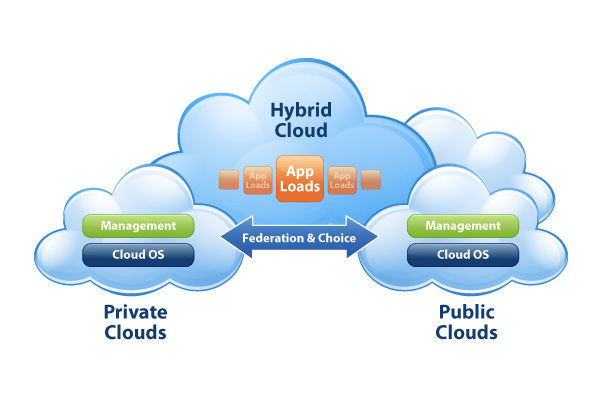 Hybrid
Cloud
App
Loads
App
Loads
App
Loads
Management
Cloud OS
Federation & Choice
Management
Cloud OS
Private
Clouds
Public
Clouds